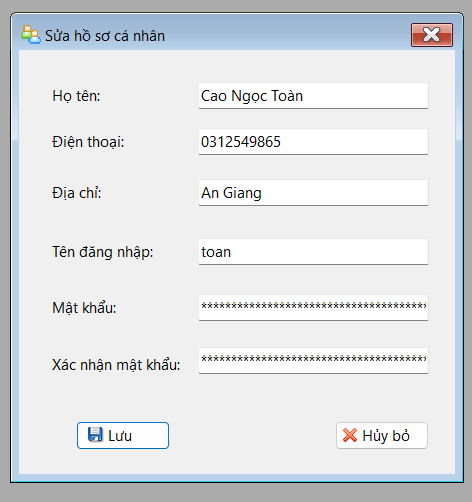 Sửa hồ sơ cá nhân
Họ tên: Cao Ngọc Toàn
Điện thoại: 0312549865
Địa chỉ: An Giang
Tên đăng nhập: toan
Mật khẩu: ****************************************
Xác nhận mật khẩu: ****************************************
Lưu Hủy bỏ